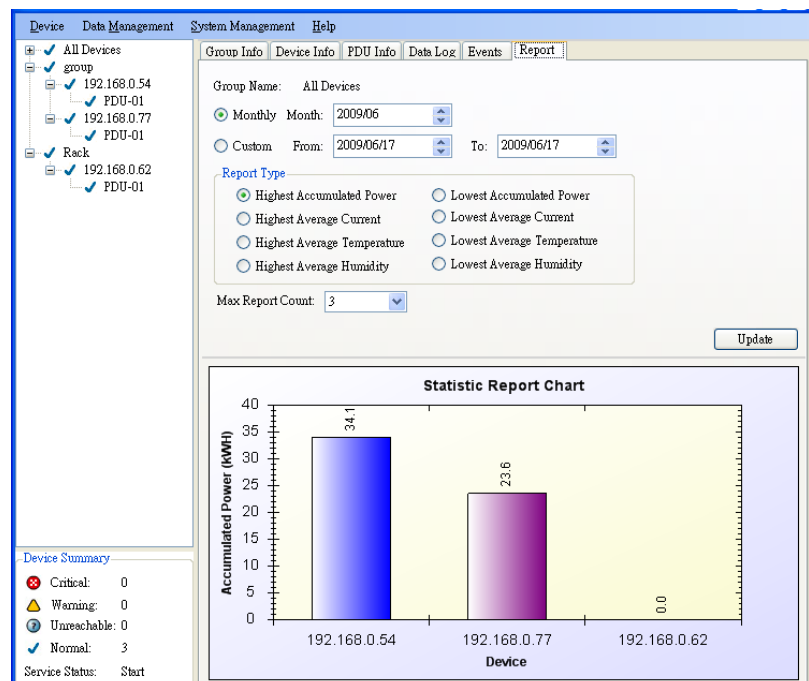 Device Data Management System Management Help
All Devices
group
192.168.0.54
PDU-01
192.168.0.77
PDU-01
Rack
192.168.0.62
PDU-01
Device Summary
Critical: 0
Warning: 0
Unreachable: 0
Normal: 3
Service Status: Start
Group Info Device Info PDU Info Data Log Events Report
Group Name: All Devices
Monthly Month: 2009/06
Custom From: 2009/06/17 To: 2009/06/17
Report Type
Highest Accumulated Power Lowest Accumulated Power
Highest Average Current Lowest Average Current
Highest Average Temperature Lowest Average Temperature
Highest Average Humidity Lowest Average Humidity
Max Report Count: 3
Update
Statistic Report Chart
Accumulated Power (KWH)
40
35
30
25
20
15
10
5
0
34.1
23.6
0.0
192.168.0.54 192.168.0.77 192.168.0.62
Device